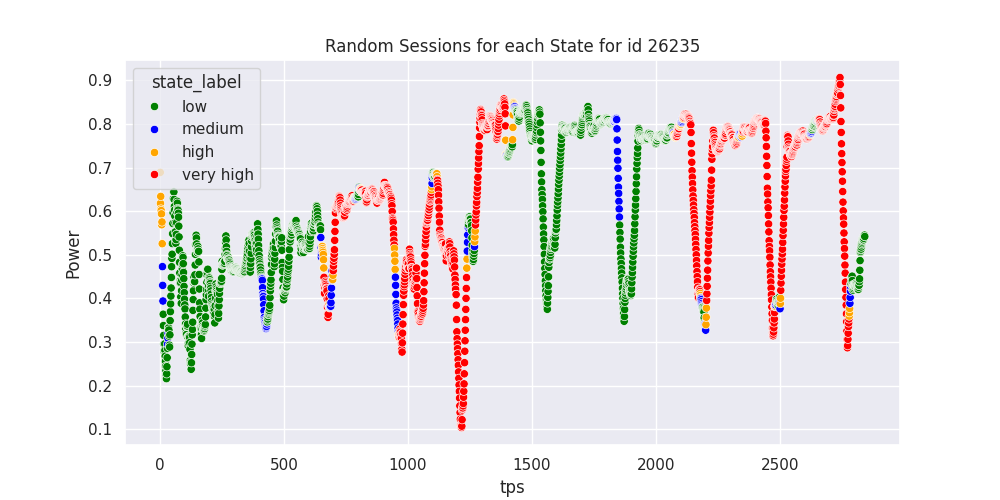 Random Sessions for each State for id 26235
state_label
low
medium
high
very high
Power
0.9
0.8
0.7
0.6
0.5
0.4
0.3
0.2
0.1
0 500 1000 1500 2000 2500
tps